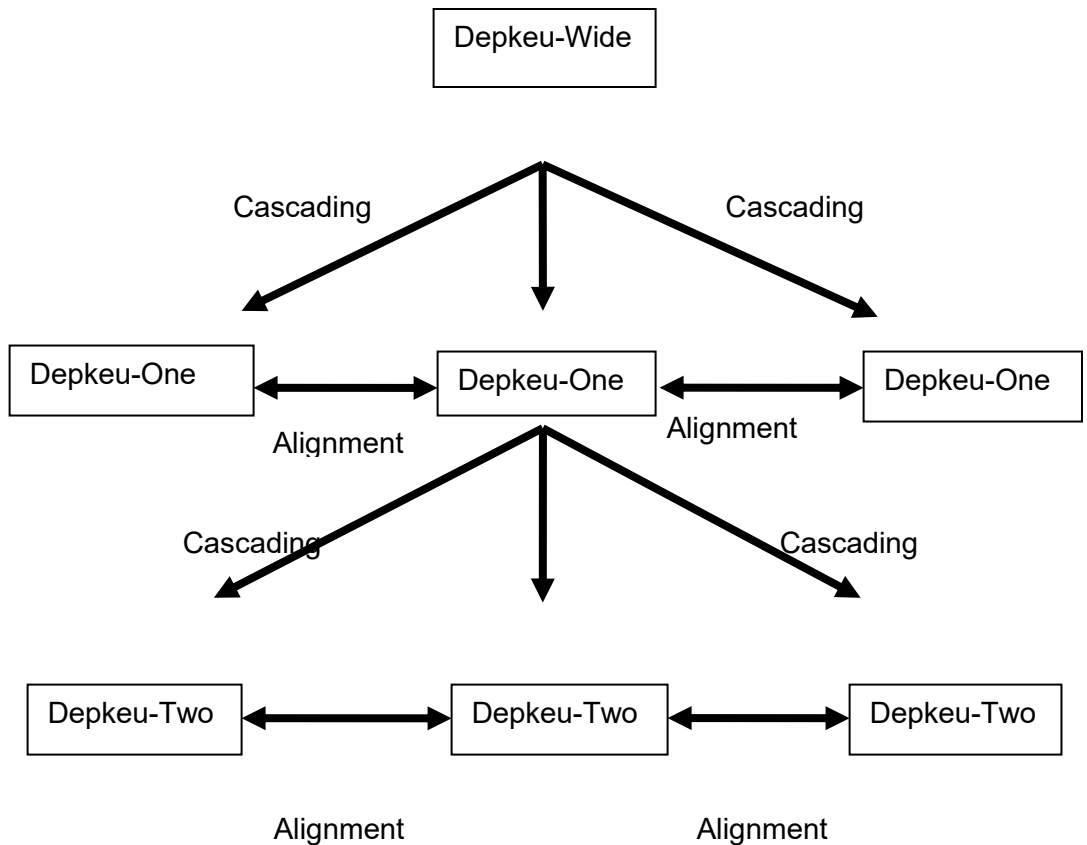 Depkeu-Wide
Cascading
Cascading
Depkeu-One
Depkeu-One
Depkeu-One
Alignment
Alignment
Cascading
Cascading
Depkeu-Two
Depkeu-Two
Depkeu-Two
Alignment
Alignment